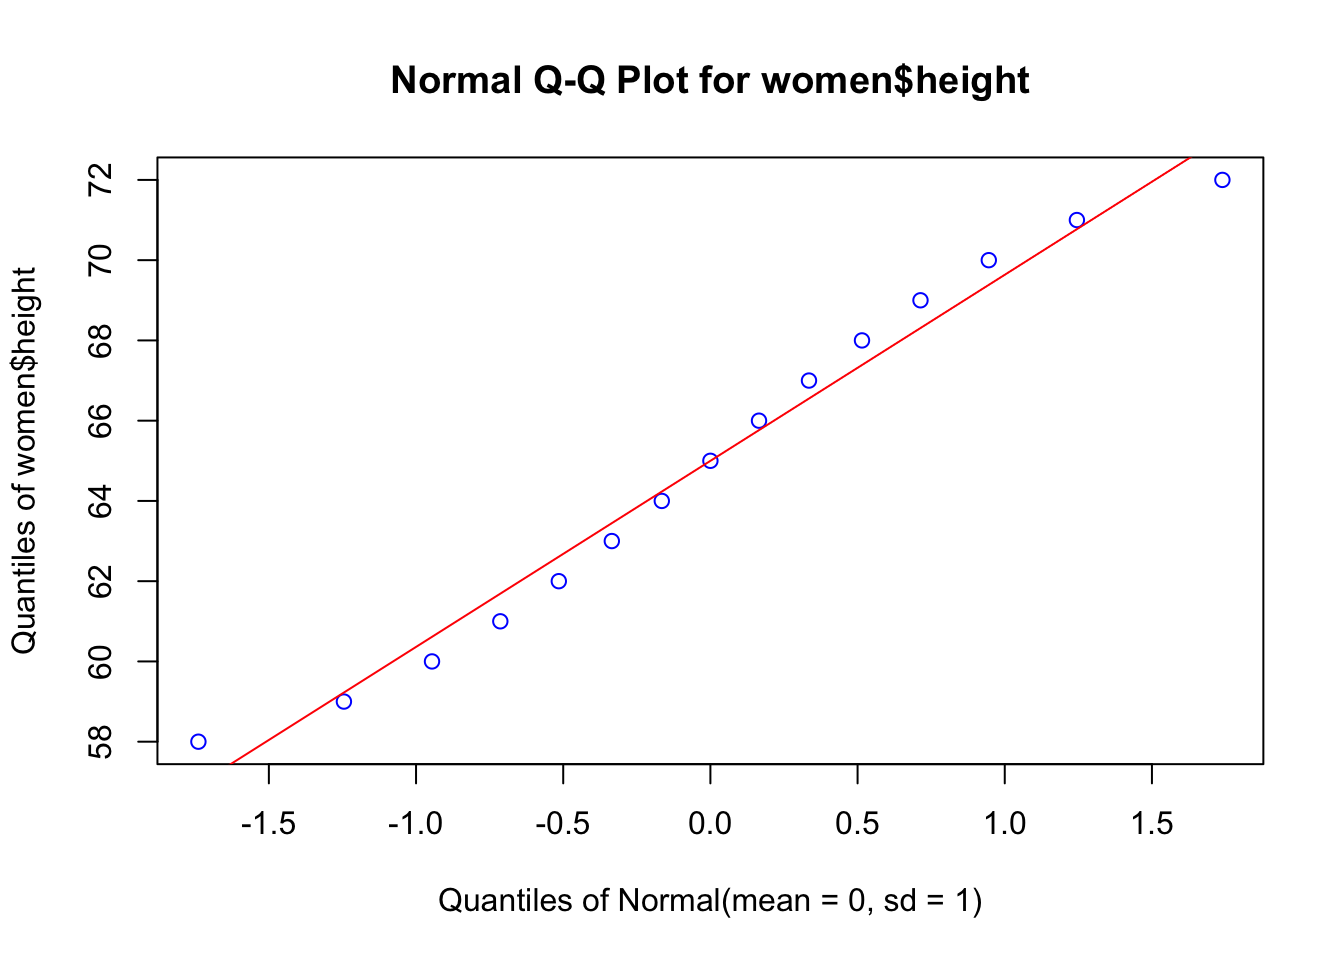 Normal Q-Q Plot for women$height
Quantiles of women$height
72
70
68
66
64
62
60
58
-1.5 -1.0 -0.5 0.0 0.5 1.0 1.5
Quantiles of Normal(mean = 0, sd = 1)